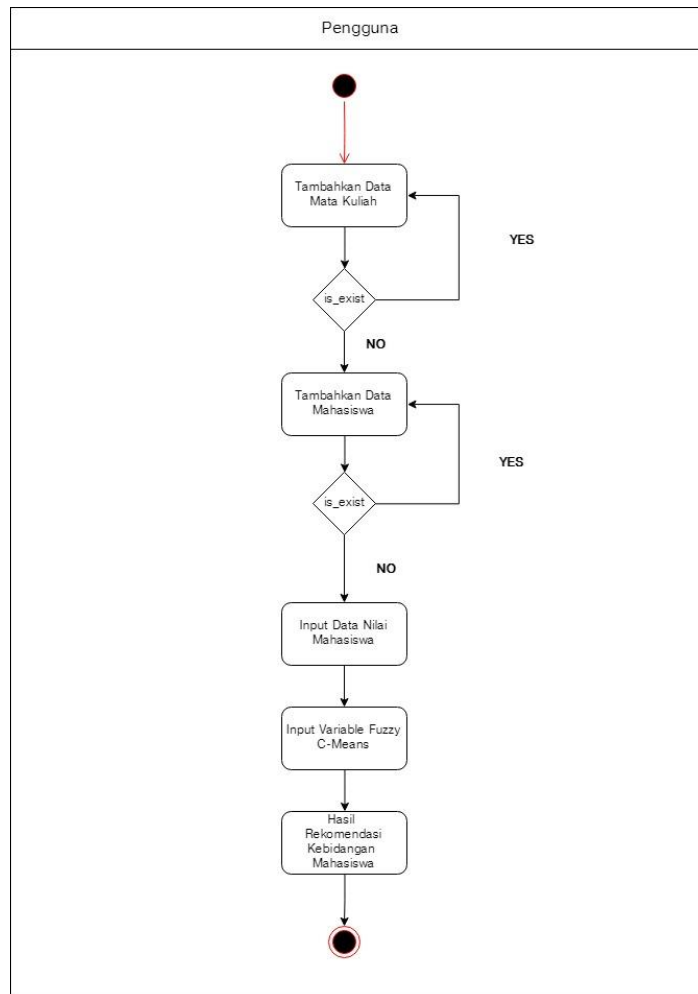 Pengguna
Tambahkan Data
Mata Kuliah
YES
is_exist
NO
Tambahkan Data
Mahasiswa
YES
is_exist
NO
Input Data Nilai
Mahasiswa
Input Variable Fuzzy
C-Means
Hasil
Rekomendasi
Kebidangan
Mahasiswa